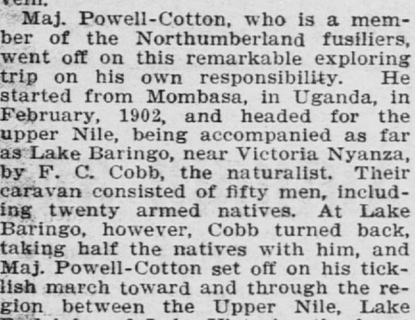 Maj. Powell-Cotton, who is a mem-
ber of the Northumberland fusiliers,
went off on this remarkable exploring
trip on his own responsibility. He
started from Mombasa, in Uganda, in
February, 1902, and headed for the
upper Nile, being accompanied as far
as Lake Baringo, near Victoria Nyanza,
by F. C. Cobb, the naturalist. Their
caravan consisted of fifty men, includ-
ing twenty armed natives. At Lake
Baringo, however, Cobb turned back,
taking half the natives with him, and
Maj. Powell-Cotton set off on his tick-
lish march toward and through the re-
gion between the Upper Nile, Lake